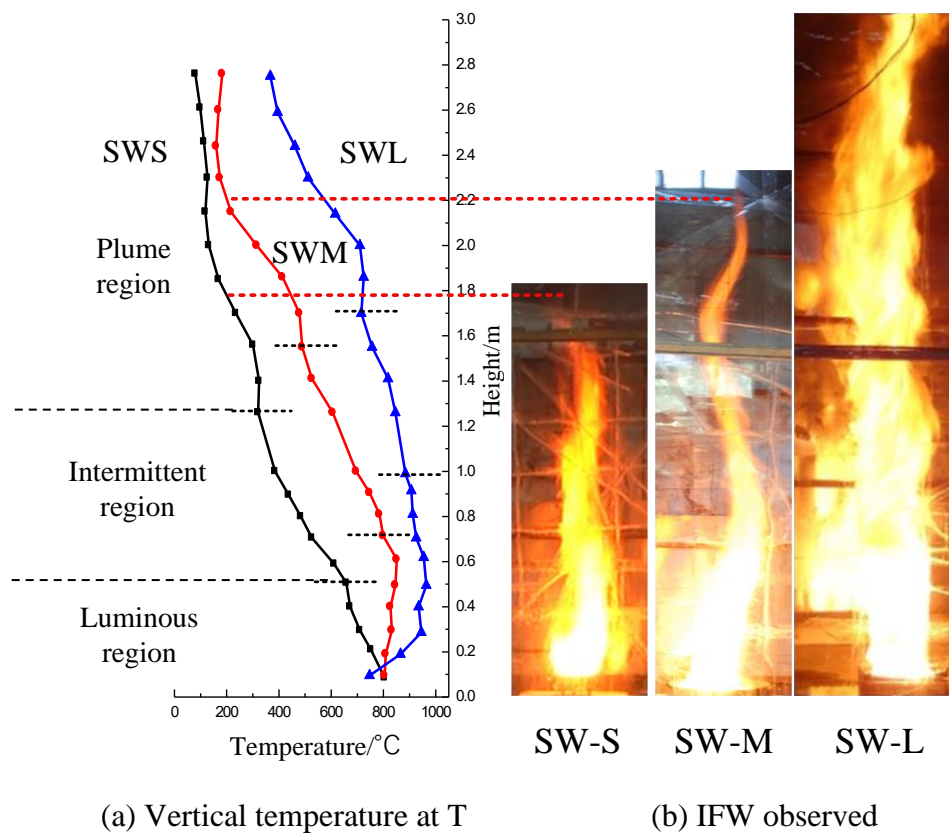 3.0
2.8
2.6
2.4
2.2
2.0
1.8
1.6
1.4
1.2
1.0
0.8
0.6
0.4
0.2
0.0
Height/m
SWS
SWL
SWM
Plume
region
Intermittent
region
Luminous
region
0 200 400 600 800 1000
Temperature/°C
SW-S SW-M SW-L
(a) Vertical temperature at T
(b) IFW observed